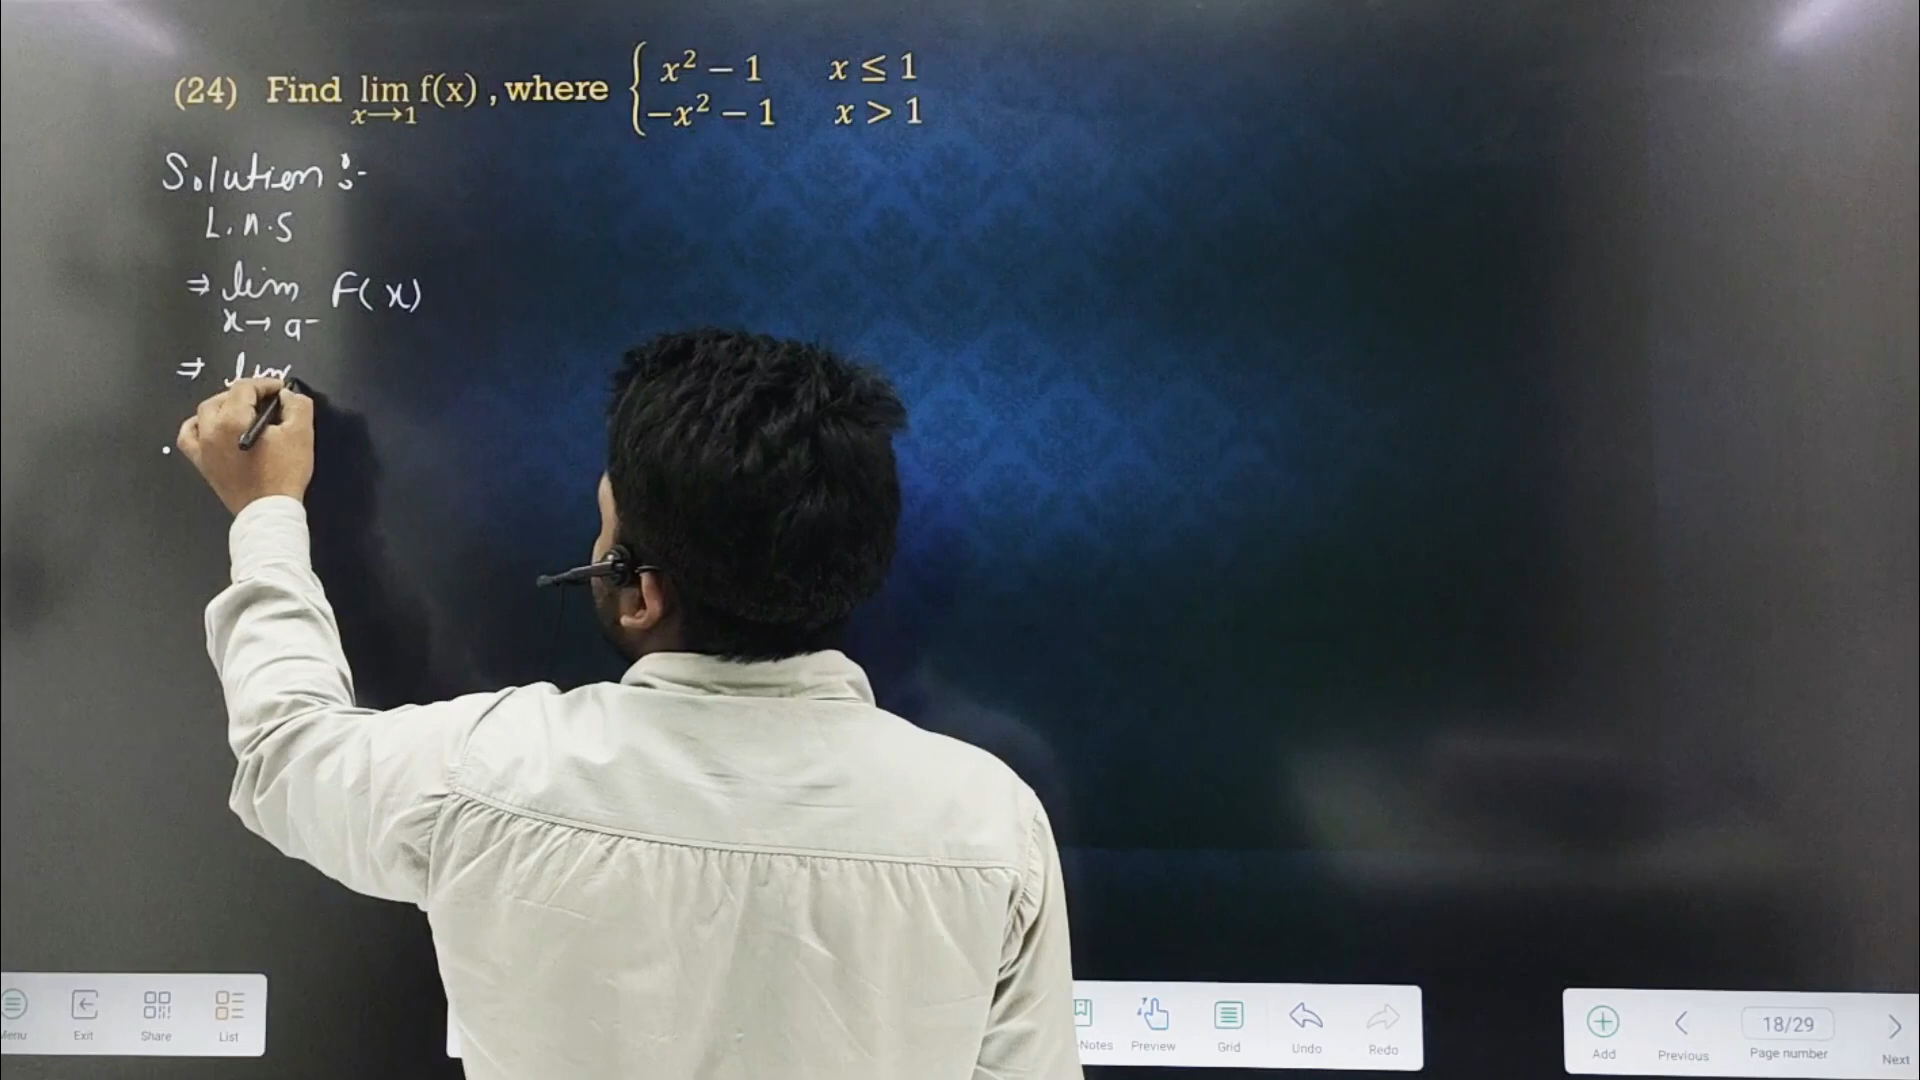 (24) Find lim x→1 f(x) , where { x² – 1 x ≤ 1
–x² – 1 x > 1
Solution :-
L.H.S
⇒ lim x→a⁻ F(x)
⇒ lim
Menu Exit Share List
Notes Preview Grid Undo Redo
Add Previous 18/29 Page number Next